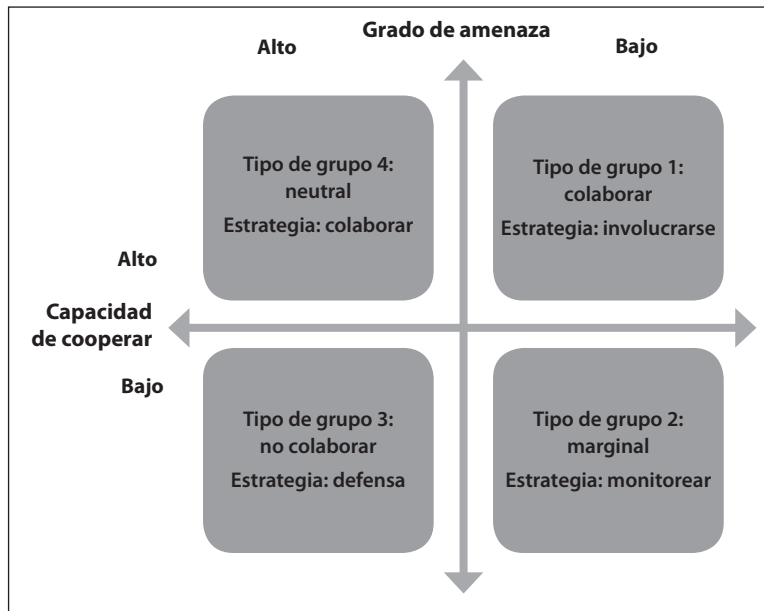 Grado de amenaza
Alto
Bajo
Tipo de grupo 4:
neutral
Estrategia: colaborar
Tipo de grupo 1:
colaborar
Estrategia: involucrarse
Alto
Capacidad
de cooperar
Bajo
Tipo de grupo 3:
no colaborar
Estrategia: defensa
Tipo de grupo 2:
marginal
Estrategia: monitorear